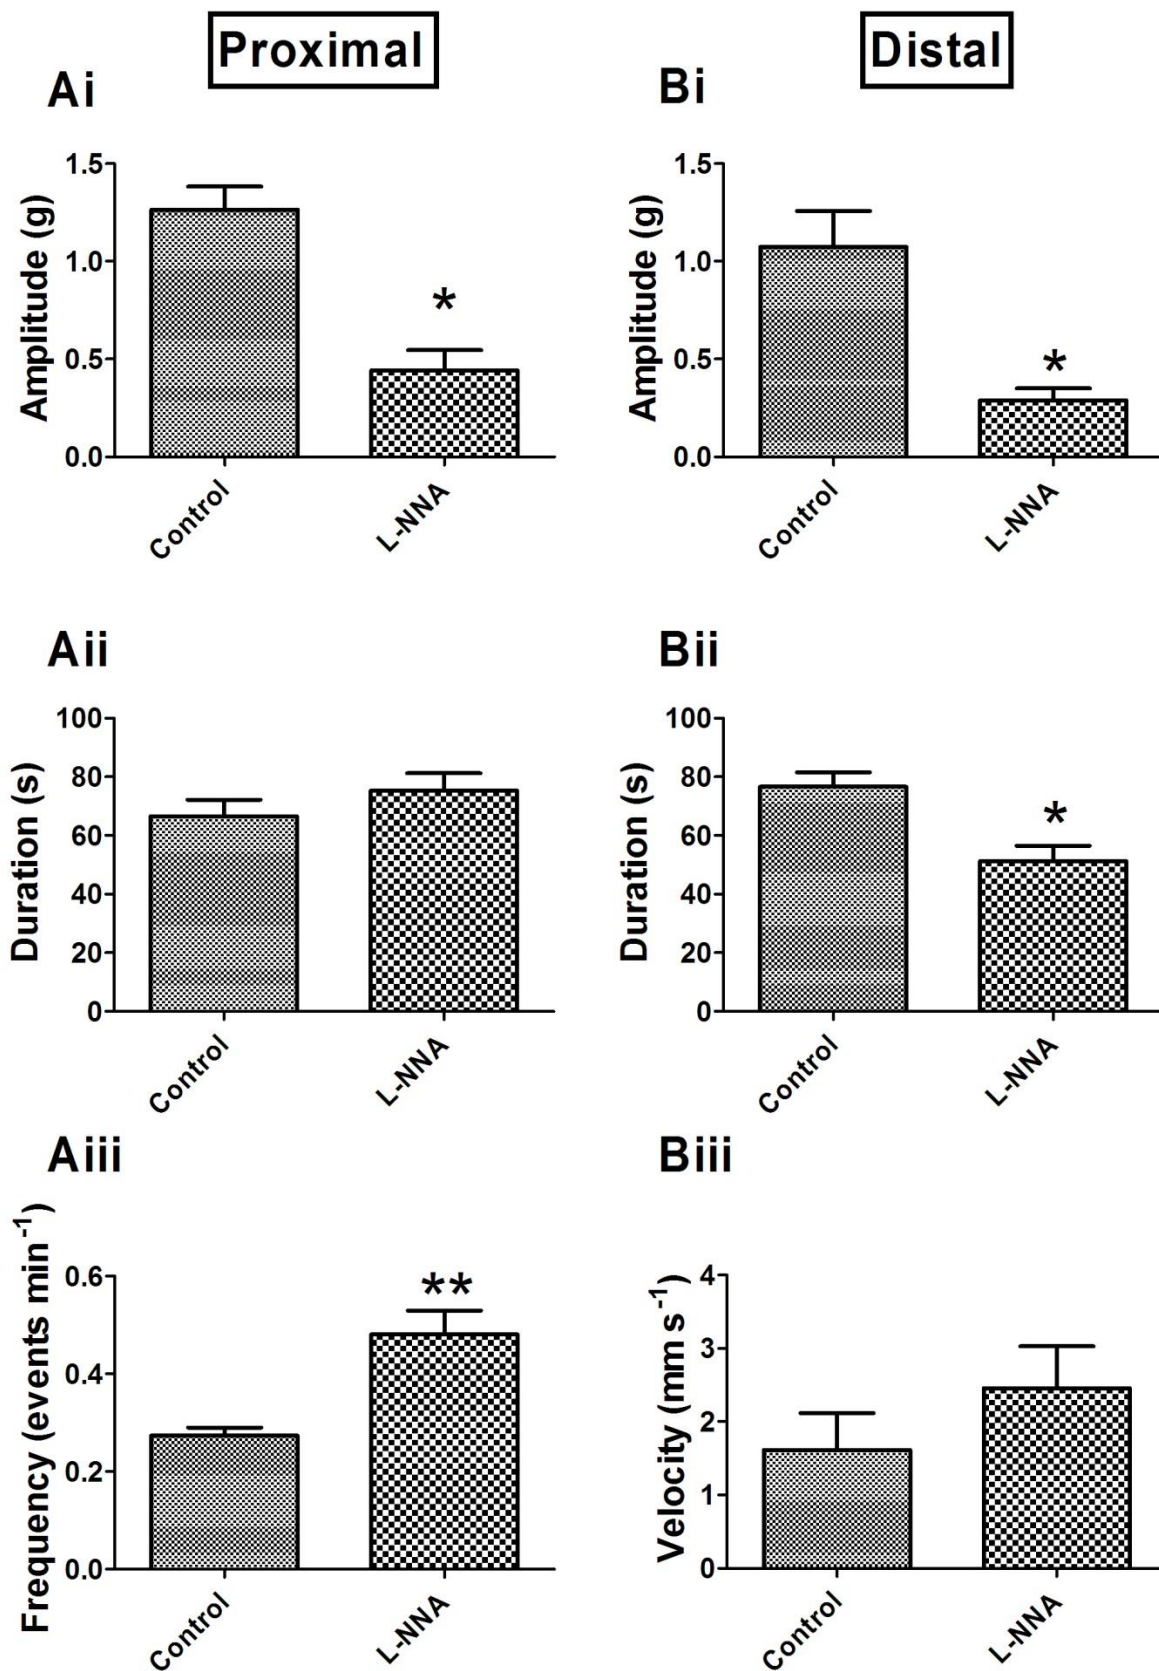 Proximal
Distal
Ai
Bi
Amplitude (g)
1.5
1.0
0.5
0.0
*
Control
L-NNA
Amplitude (g)
1.5
1.0
0.5
0.0
*
Control
L-NNA
Aii
Bii
Duration (s)
100
80
60
40
20
0
Control
L-NNA
Duration (s)
100
80
60
40
20
0
*
Control
L-NNA
Aiii
Biii
Frequency (events min⁻¹)
0.6
0.4
0.2
0.0
**
Control
L-NNA
Velocity (mm s⁻¹)
4
3
2
1
0
Control
L-NNA